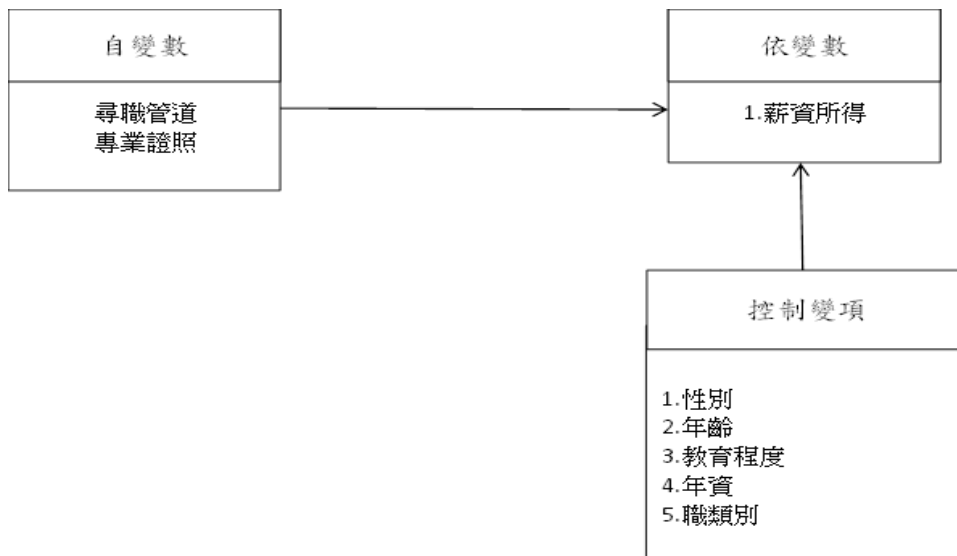 自變數
尋職管道
專業證照
依變數
1.薪資所得
控制變項
1.性別
2.年齡
3.教育程度
4.年資
5.職類別